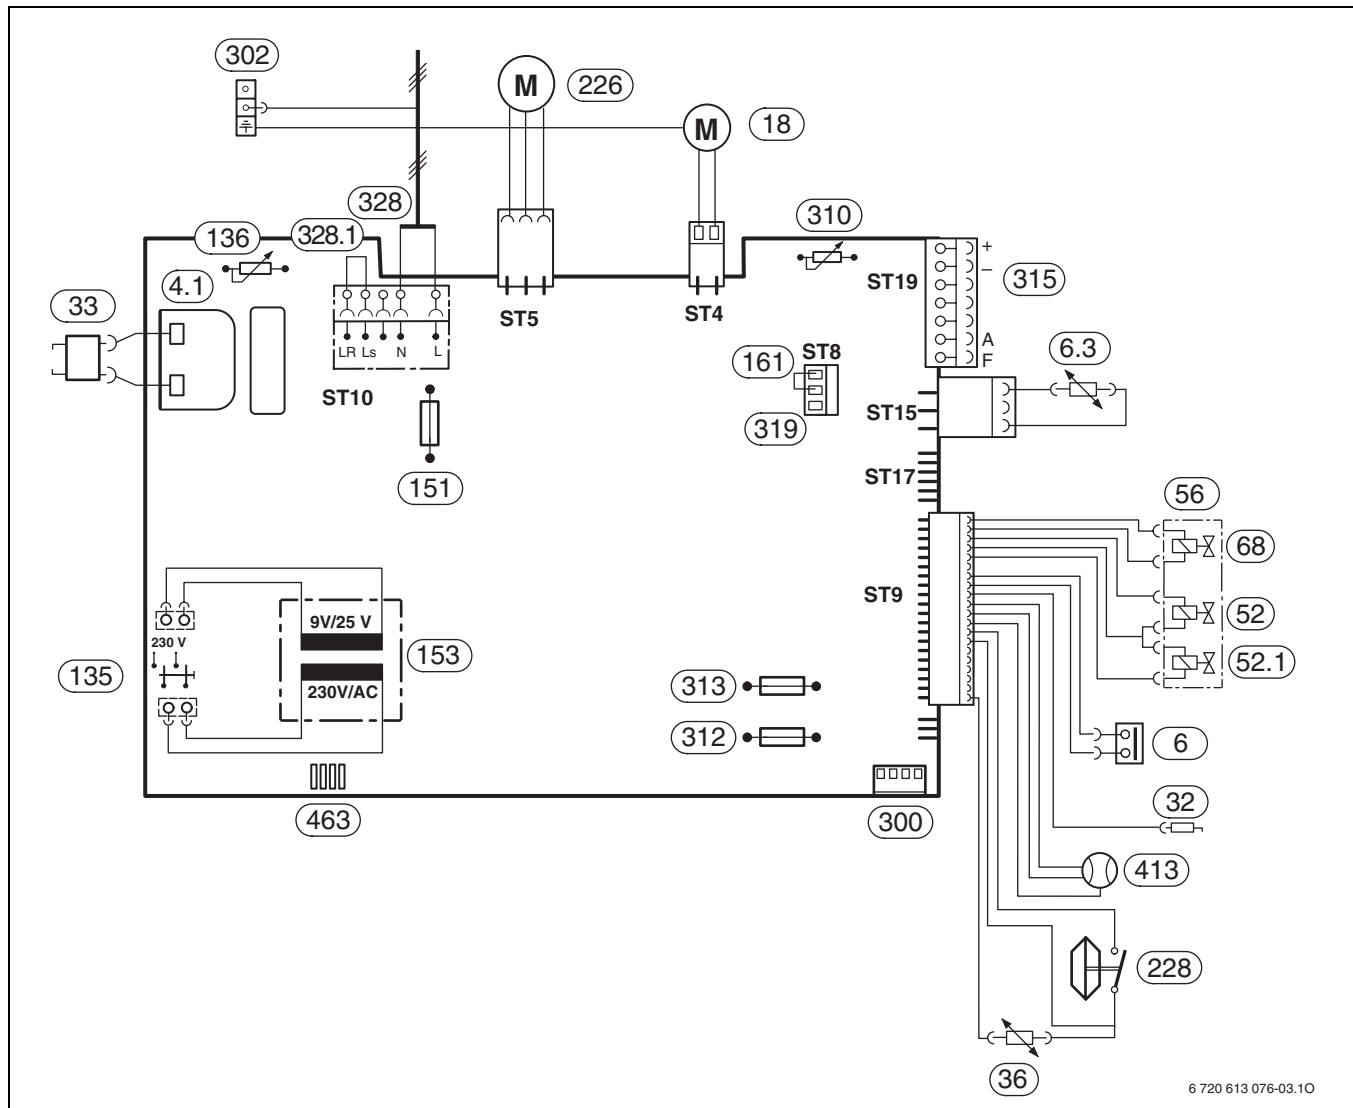 302
M
226
M
18
328
136
328.1
310
4.1
33
ST5
ST4
ST19
+
–
315
A
F
LR Ls N L
ST10
161
ST8
319
6.3
ST15
151
ST17
56
68
ST9
52
52.1
9V/25 V
230 V
153
135
230V/AC
313
312
6
463
300
32
413
228
36
6 720 613 076-03.1O